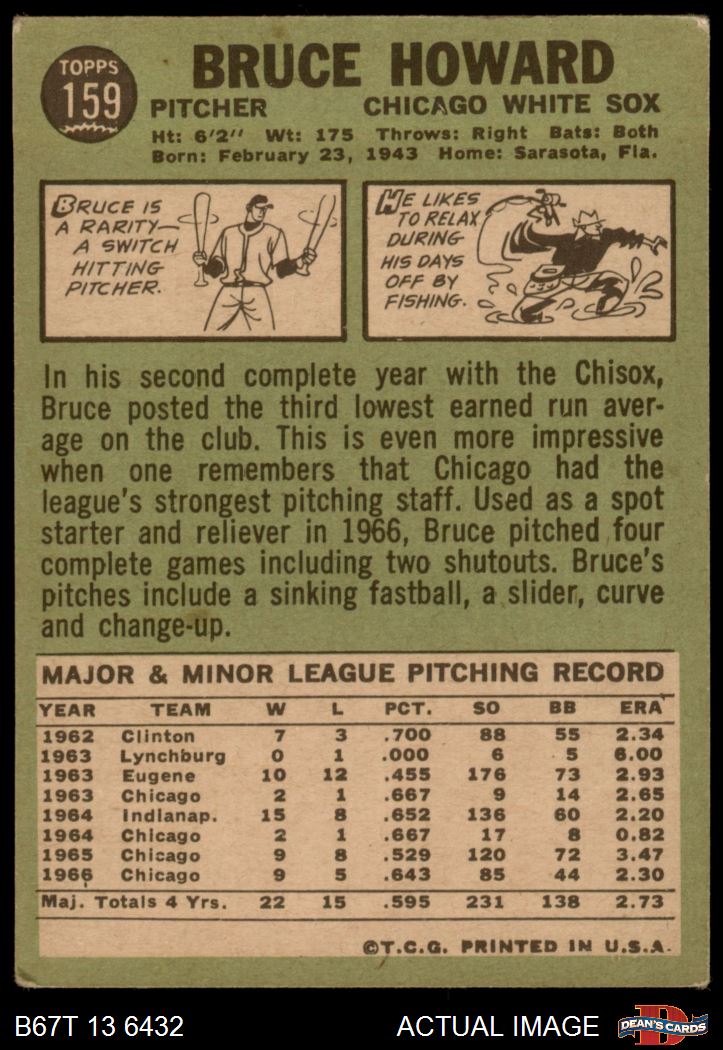 TOPPS
159
BRUCE HOWARD
PITCHER CHICAGO WHITE SOX
Ht: 6'2" Wt: 175 Throws: Right Bats: Both
Born: February 23, 1943 Home: Sarasota, Fla.
BRUCE IS
A RARITY—
A SWITCH
HITTING
PITCHER.
HE LIKES
TO RELAX
DURING
HIS DAYS
OFF BY
FISHING.
In his second complete year with the Chisox,
Bruce posted the third lowest earned run aver-
age on the club. This is even more impressive
when one remembers that Chicago had the
league's strongest pitching staff. Used as a spot
starter and reliever in 1966, Bruce pitched four
complete games including two shutouts. Bruce's
pitches include a sinking fastball, a slider, curve
and change-up.
MAJOR & MINOR LEAGUE PITCHING RECORD
YEAR TEAM W L PCT. SO BB ERA
1962 Clinton 7 3 .700 88 55 2.34
1963 Lynchburg 0 1 .000 6 5 6.00
1963 Eugene 10 12 .455 176 73 2.93
1963 Chicago 2 1 .667 9 14 2.65
1964 Indianap. 15 8 .652 136 60 2.20
1964 Chicago 2 1 .667 17 8 0.82
1965 Chicago 9 8 .529 120 72 3.47
1966 Chicago 9 5 .643 85 44 2.30
Maj. Totals 4 Yrs. 22 15 .595 231 138 2.73
©T.C.G. PRINTED IN U.S.A.
B67T 13 6432 ACTUAL IMAGE
D
DEAN'S CARDS